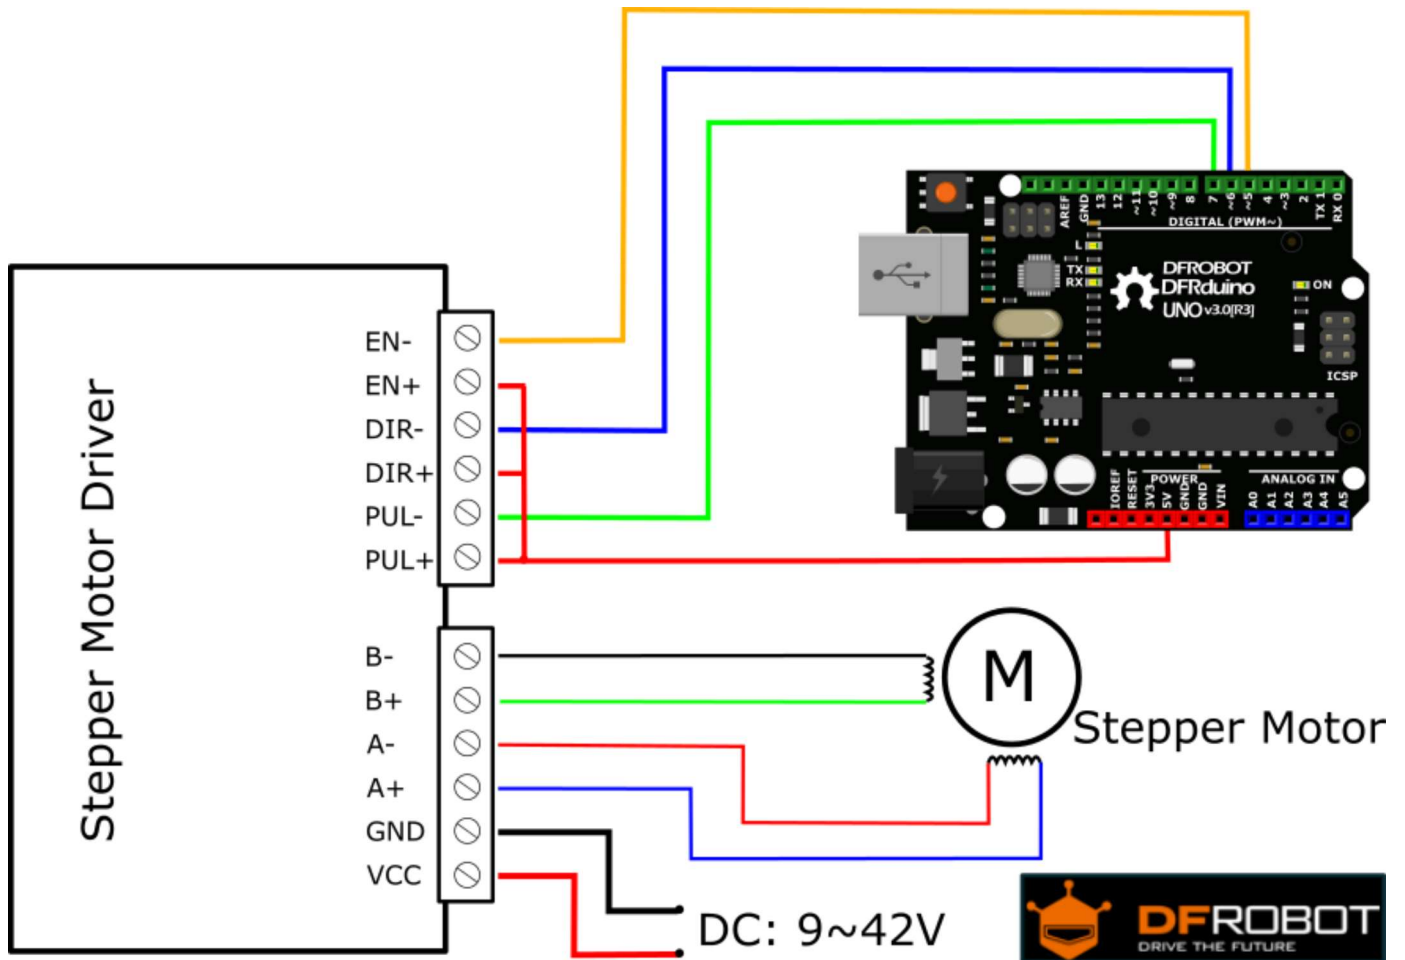 Stepper Motor Driver
EN-
EN+
DIR-
DIR+
PUL-
PUL+
B-
B+
A-
A+
GND
VCC
DC: 9~42V
M
Stepper Motor
AREF
GND
13
12
~11
~10
~9
8
7
~6
~5
4
~3
2
TX 1
RX 0
DIGITAL (PWM~)
L
TX
RX
DFROBOT
DFRduino
UNO v3.0[R3]
ON
ICSP
POWER
ANALOG IN
IOREF
RESET
3V3
5V
GND
GND
VIN
A0
A1
A2
A3
A4
A5
DFROBOT
DRIVE THE FUTURE